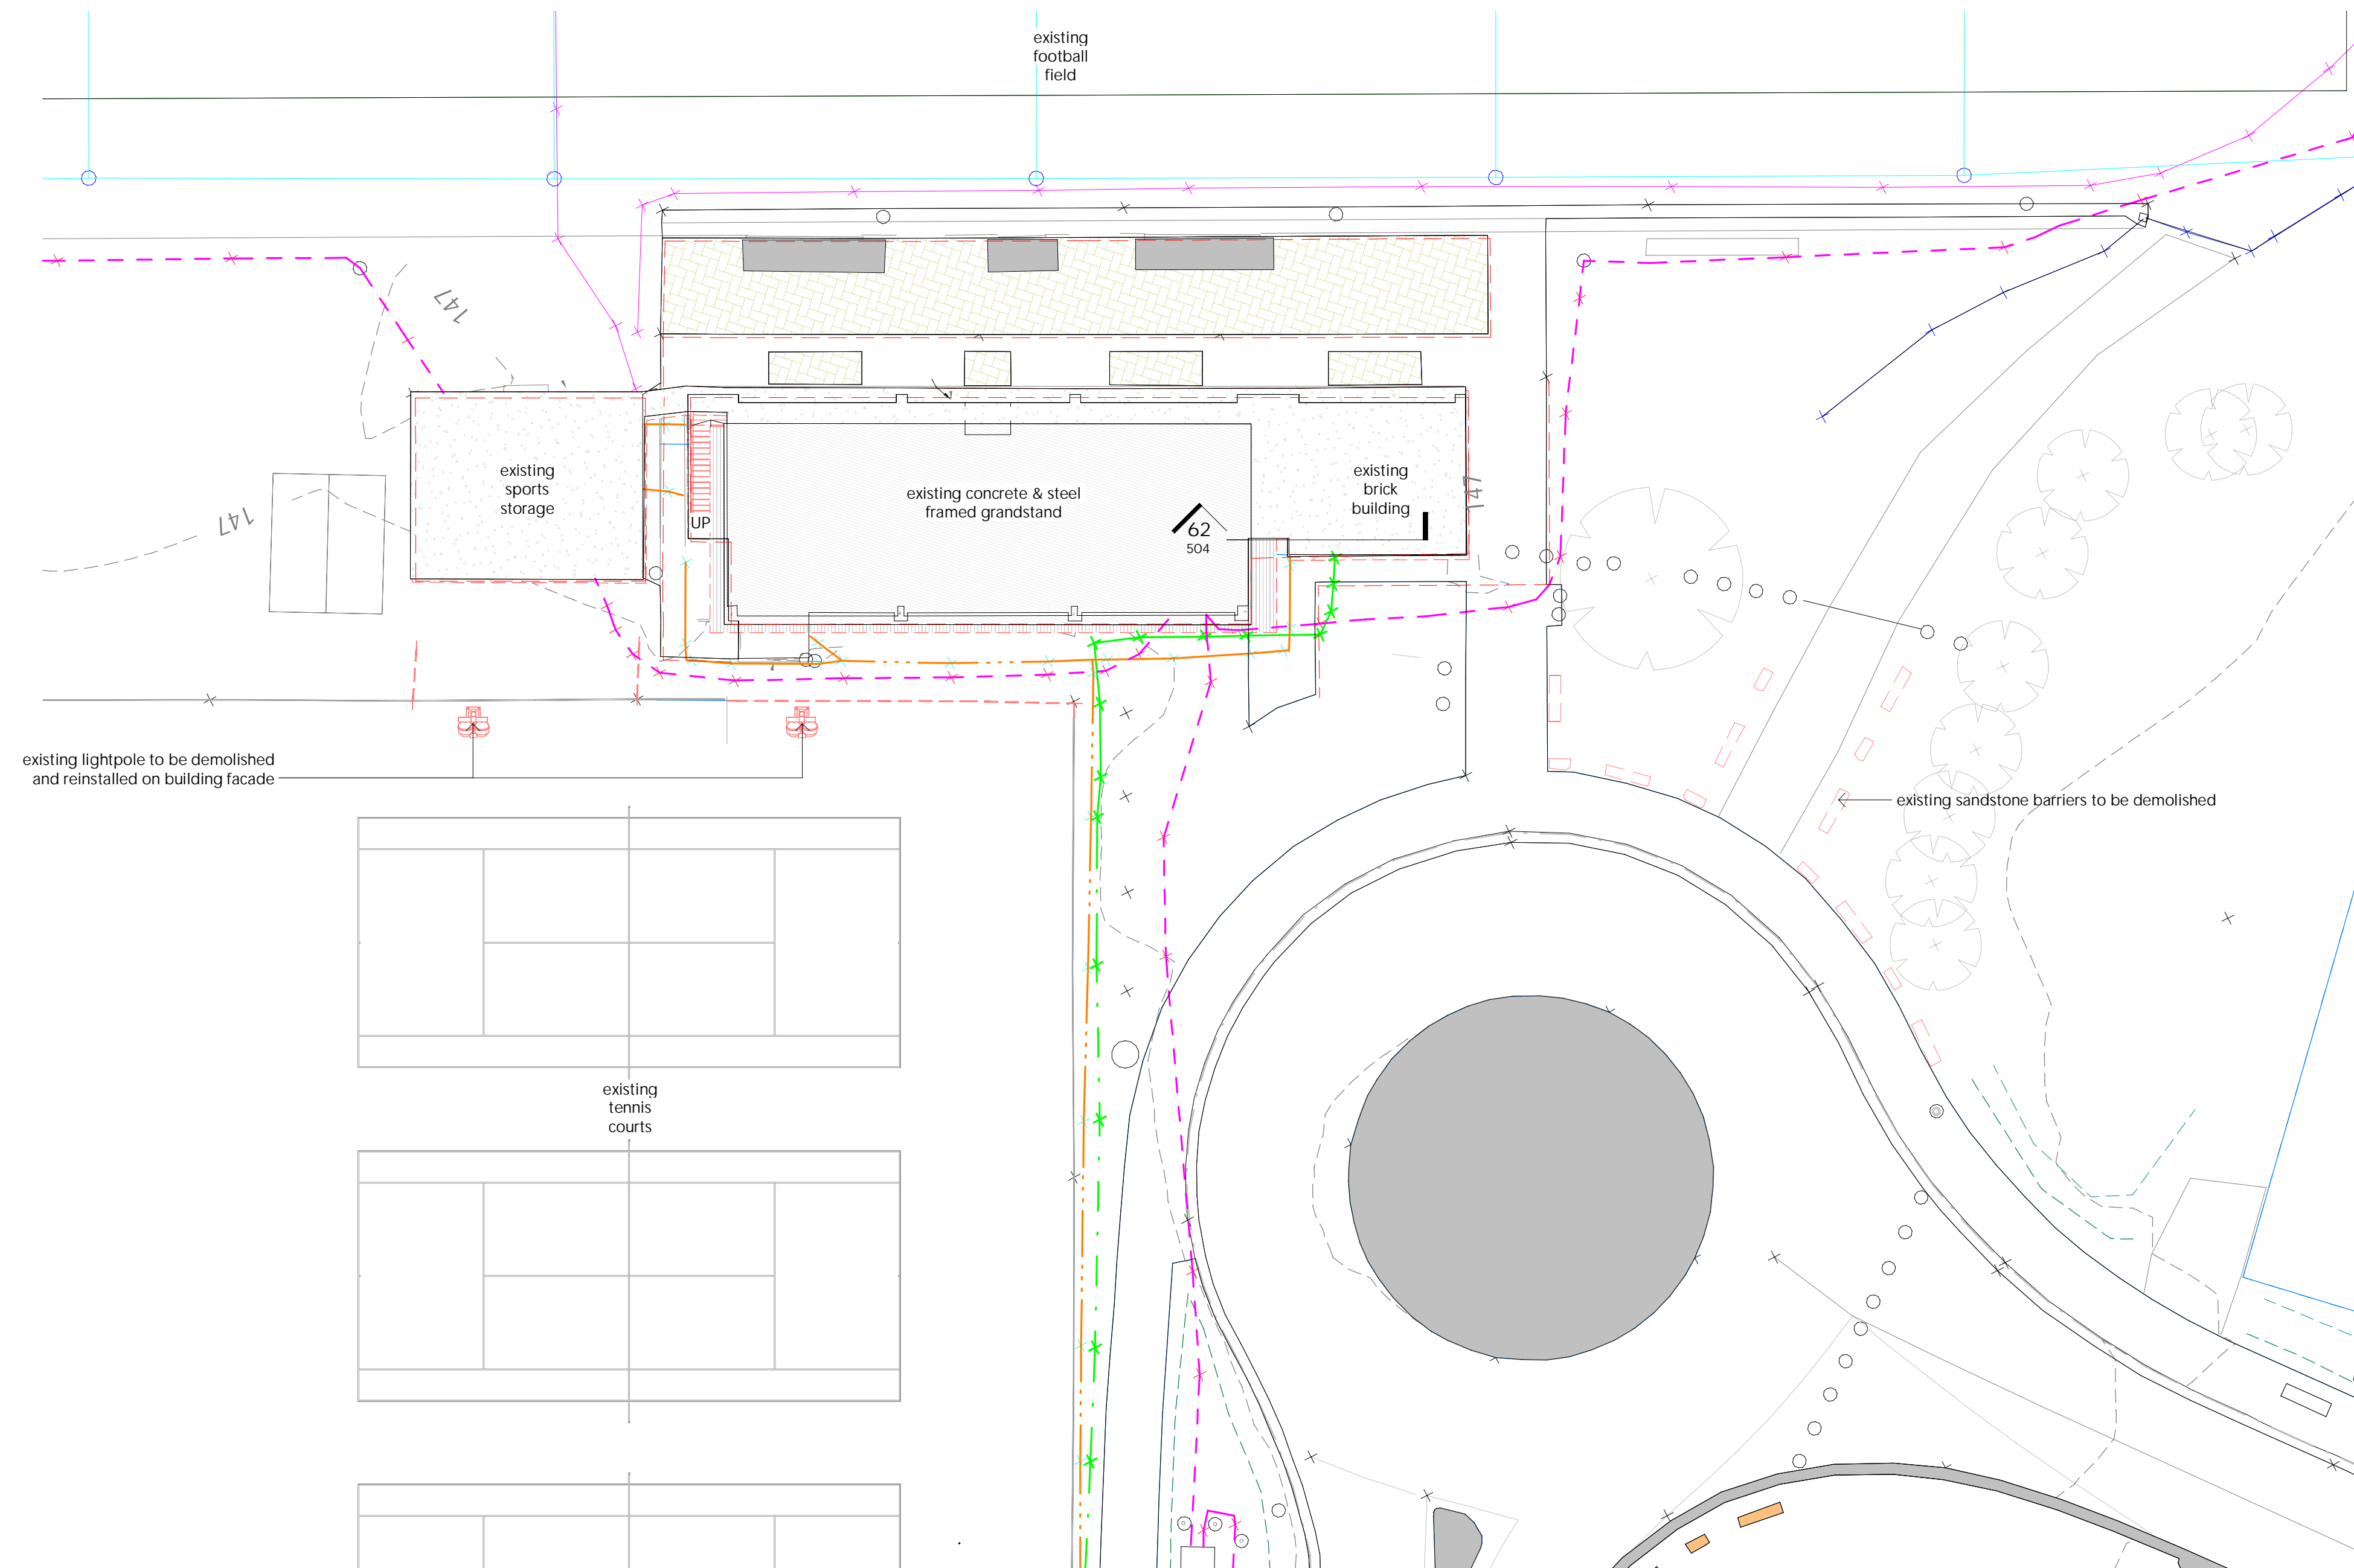 existing
football
field
147
existing
sports
storage
existing concrete & steel
framed grandstand
existing
brick
building
147
147
UP
62
504
existing lightpole to be demolished
and reinstalled on building facade
existing sandstone barriers to be demolished
existing
tennis
courts